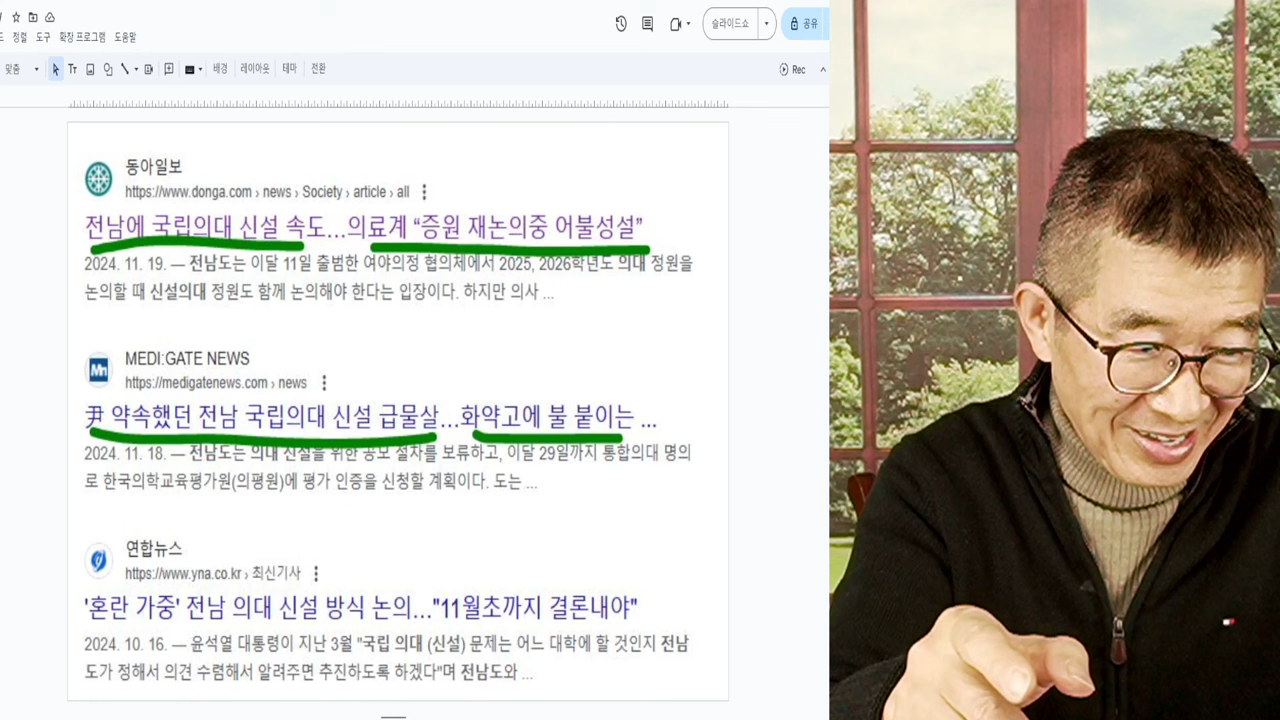 정렬 도구 확장 프로그램 도움말
슬라이드쇼
공유
맞춤
Tт
배경 레이아웃 테마 전환
Rec
동아일보
https://www.donga.com › news › Society › article › all
전남에 국립의대 신설 속도...의료계 “증원 재논의중 어불성설”
2024. 11. 19. — 전남도는 이달 11일 출범한 여야의정 협의체에서 2025, 2026학년도 의대 정원을
논의할 때 신설의대 정원도 함께 논의해야 한다는 입장이다. 하지만 의사 ...
Mn
MEDI:GATE NEWS
https://medigatenews.com › news
尹 약속했던 전남 국립의대 신설 급물살...화약고에 불 붙이는 ...
2024. 11. 18. — 전남도는 의대 신설을 위한 공모 절차를 보류하고, 이달 29일까지 통합의대 명의
로 한국의학교육평가원(의평원)에 평가 인증을 신청할 계획이다. 도는 ...
연합뉴스
https://www.yna.co.kr › 최신기사
'혼란 가중' 전남 의대 신설 방식 논의..."11월초까지 결론내야"
2024. 10. 16. — 윤석열 대통령이 지난 3월 "국립 의대 (신설) 문제는 어느 대학에 할 것인지 전남
도가 정해서 의견 수렴해서 알려주면 추진하도록 하겠다"며 전남도와 ...